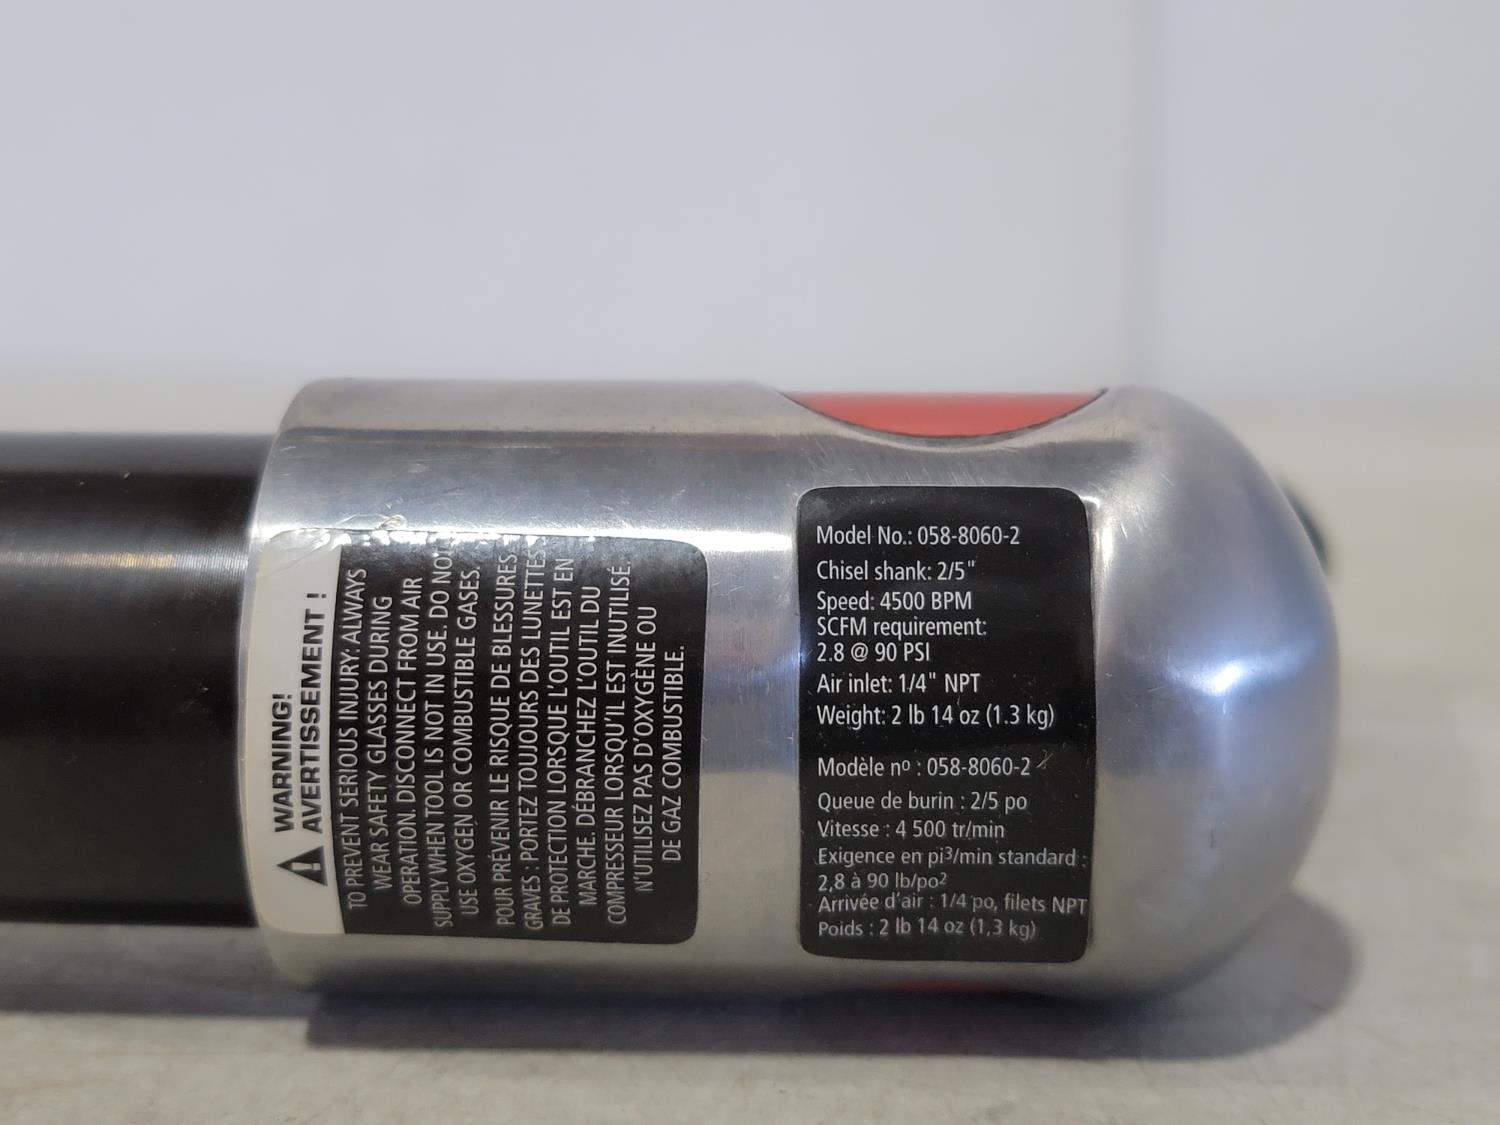 WARNING!
AVERTISSEMENT !
TO PREVENT SERIOUS INJURY: ALWAYS
WEAR SAFETY GLASSES DURING
OPERATION. DISCONNECT FROM AIR
SUPPLY WHEN TOOL IS NOT IN USE. DO NOT
USE OXYGEN OR COMBUSTIBLE GASES.
POUR PRÉVENIR LE RISQUE DE BLESSURES
GRAVES : PORTEZ TOUJOURS DES LUNETTES
DE PROTECTION LORSQUE L'OUTIL EST EN
MARCHE. DÉBRANCHEZ L'OUTIL DU
COMPRESSEUR LORSQU'IL EST INUTILISÉ.
N'UTILISEZ PAS D'OXYGÈNE OU
DE GAZ COMBUSTIBLE.
Model No.: 058-8060-2
Chisel shank: 2/5"
Speed: 4500 BPM
SCFM requirement:
2.8 @ 90 PSI
Air inlet: 1/4" NPT
Weight: 2 lb 14 oz (1.3 kg)
Modèle nº : 058-8060-2
Queue de burin : 2/5 po
Vitesse : 4 500 tr/min
Exigence en pi³/min standard :
2,8 à 90 lb/po²
Arrivée d'air : 1/4 po, filets NPT
Poids : 2 lb 14 oz (1,3 kg)